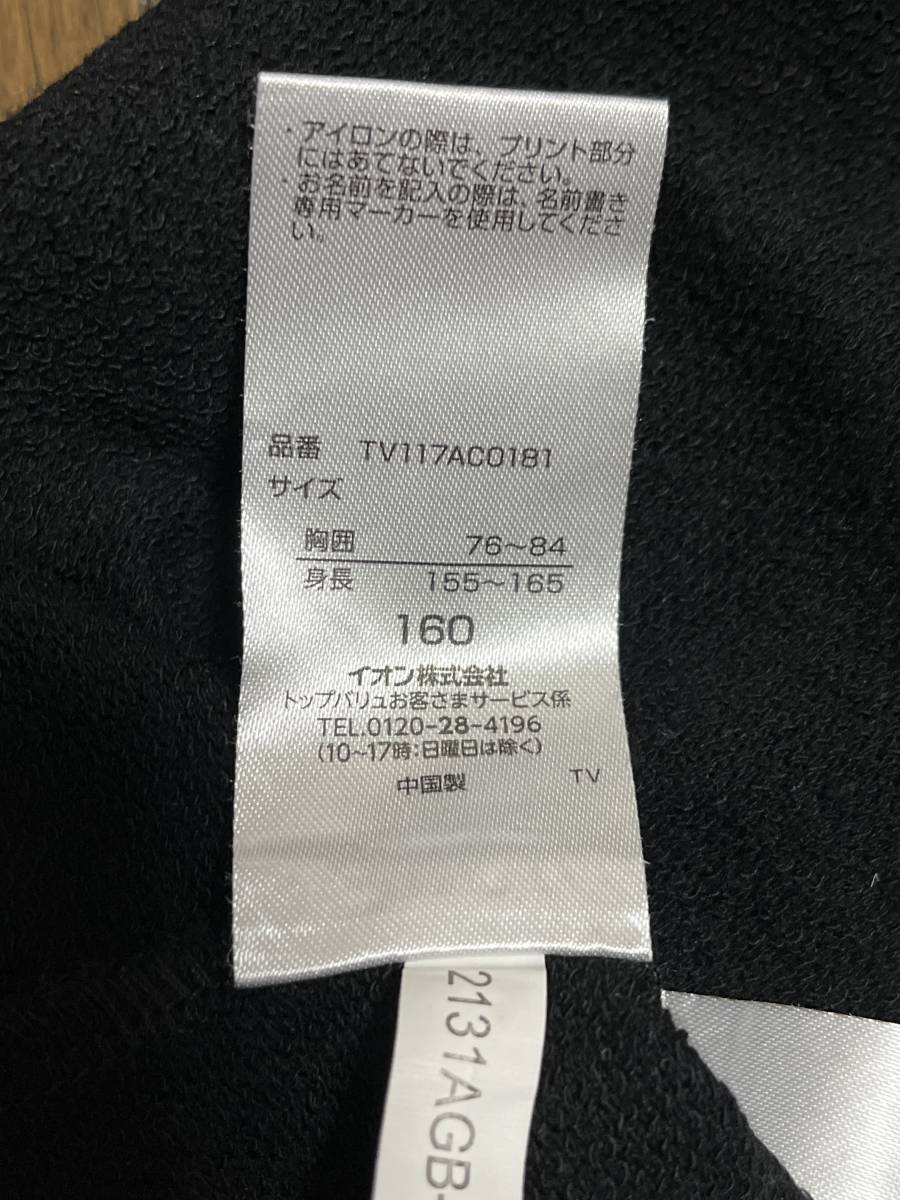 ・アイロンの際は、プリント部分
にはあてないでください。
・お名前を記入の際は、名前書き
専用マーカーを使用してくださ
い。
品番 TV117AC0181
サイズ
胸囲 76～84
身長 155～165
160
イオン株式会社
トップバリュお客さまサービス係
TEL.0120-28-4196
(10～17時:日曜日は除く)
中国製 TV
2131AGB-